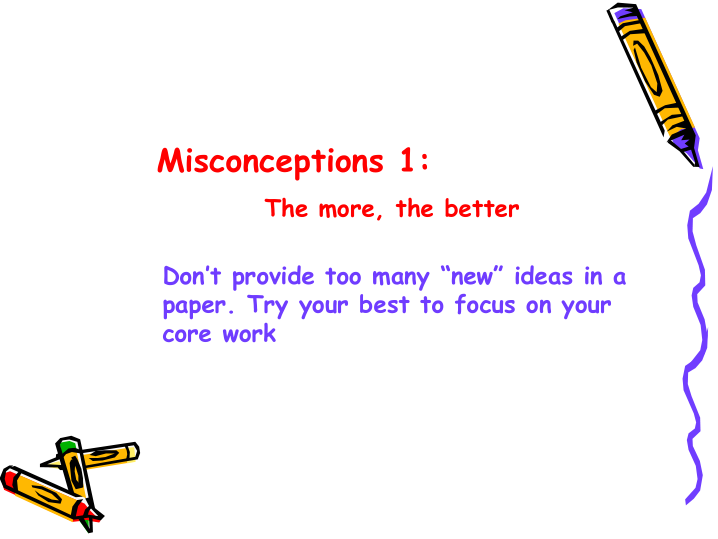 Misconceptions 1:
The more, the better
Don’t provide too many “new” ideas in a
paper. Try your best to focus on your
core work